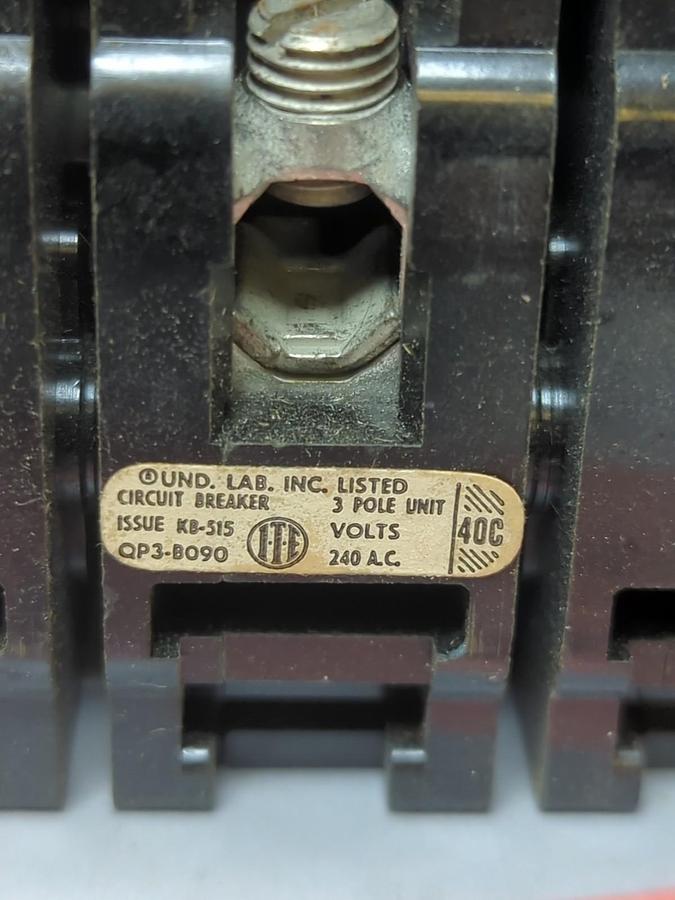 ® UND. LAB. INC. LISTED
CIRCUIT BREAKER 3 POLE UNIT
ISSUE KB-515 ITE VOLTS 40C
QP3-B090 240 A.C.